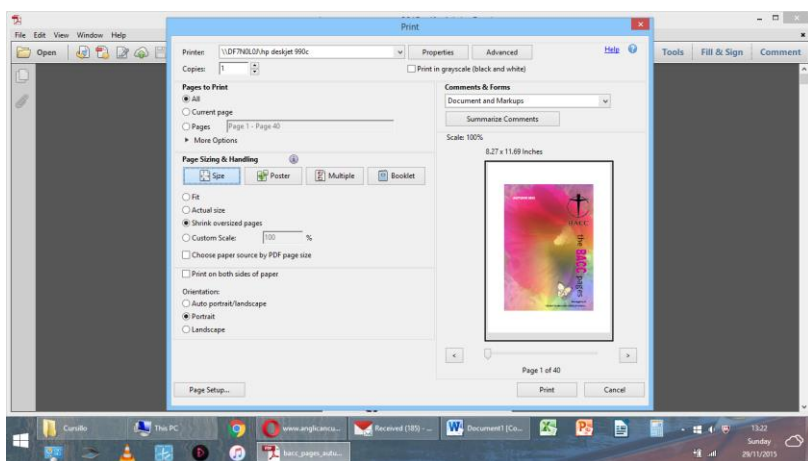 Print
File Edit View Window Help
Open
Tools Fill & Sign Comment
Printer: \\DF7N0L0J\hp deskjet 990c Properties Advanced Help
Copies: 1 Print in grayscale (black and white)
Pages to Print
All
Current page
Pages Page 1 - Page 40
More Options
Page Sizing & Handling
Size Poster Multiple Booklet
Fit
Actual size
Shrink oversized pages
Custom Scale: 100 %
Choose paper source by PDF page size
Print on both sides of paper
Orientation:
Auto portrait/landscape
Portrait
Landscape
Comments & Forms
Document and Markups
Summarize Comments
Scale: 100%
8.27 x 11.69 Inches
BACC
the BACC pages
< >
Page 1 of 40
Page Setup... Print Cancel
Cursillo This PC www.anglicancu... Received (185) - ... Document1 [Co...
bacc_pages_autu...
13:22
Sunday
29/11/2015